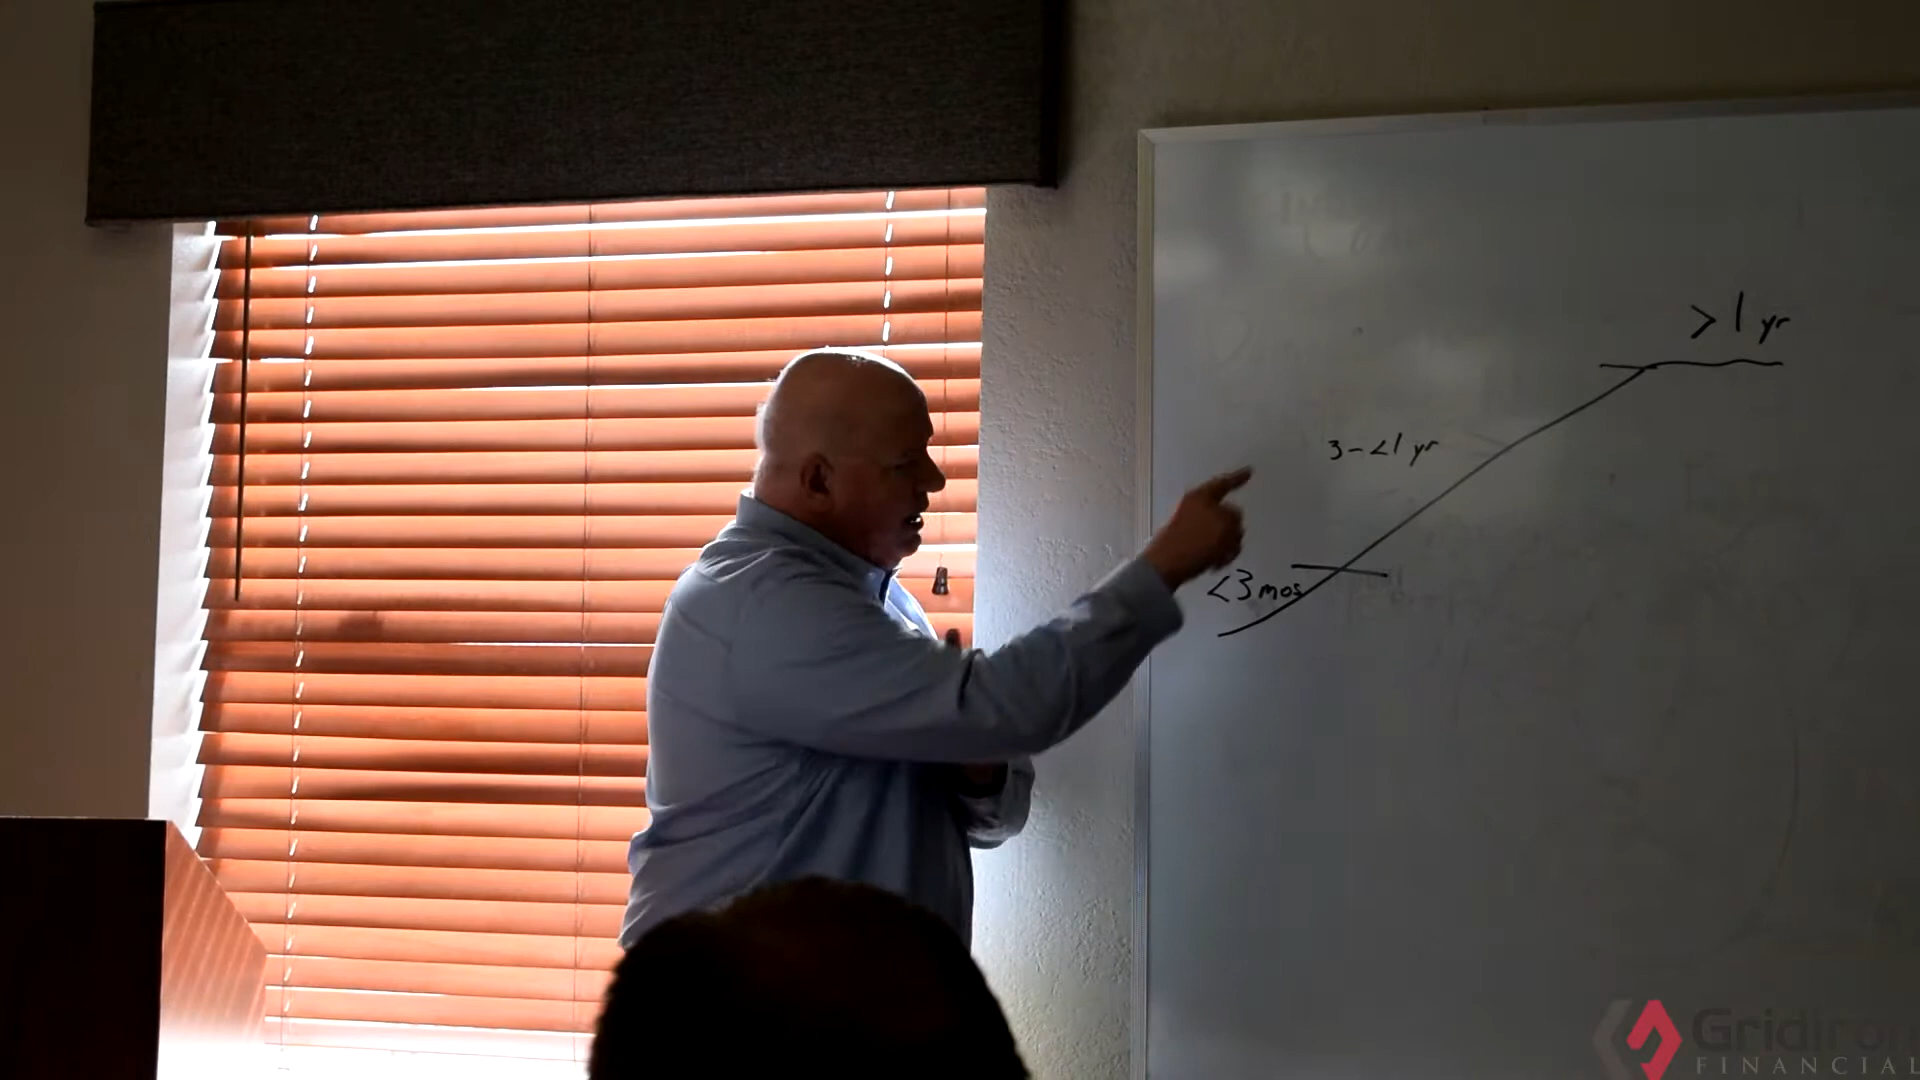 > 1 yr
3-<1 yr
<3 mos
Gridiron
FINANCIAL